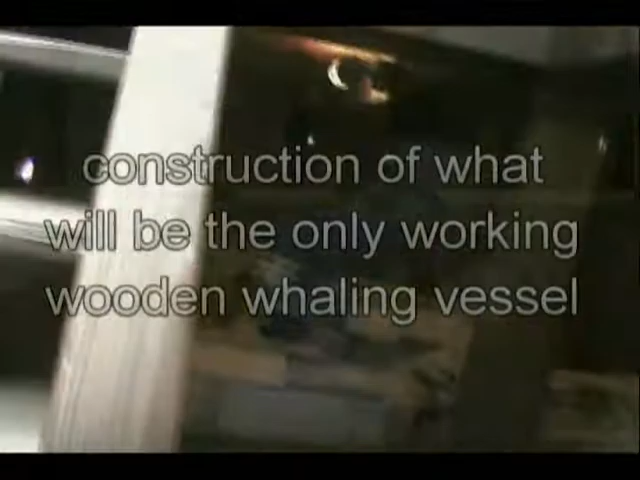 construction of what
will be the only working
wooden whaling vessel